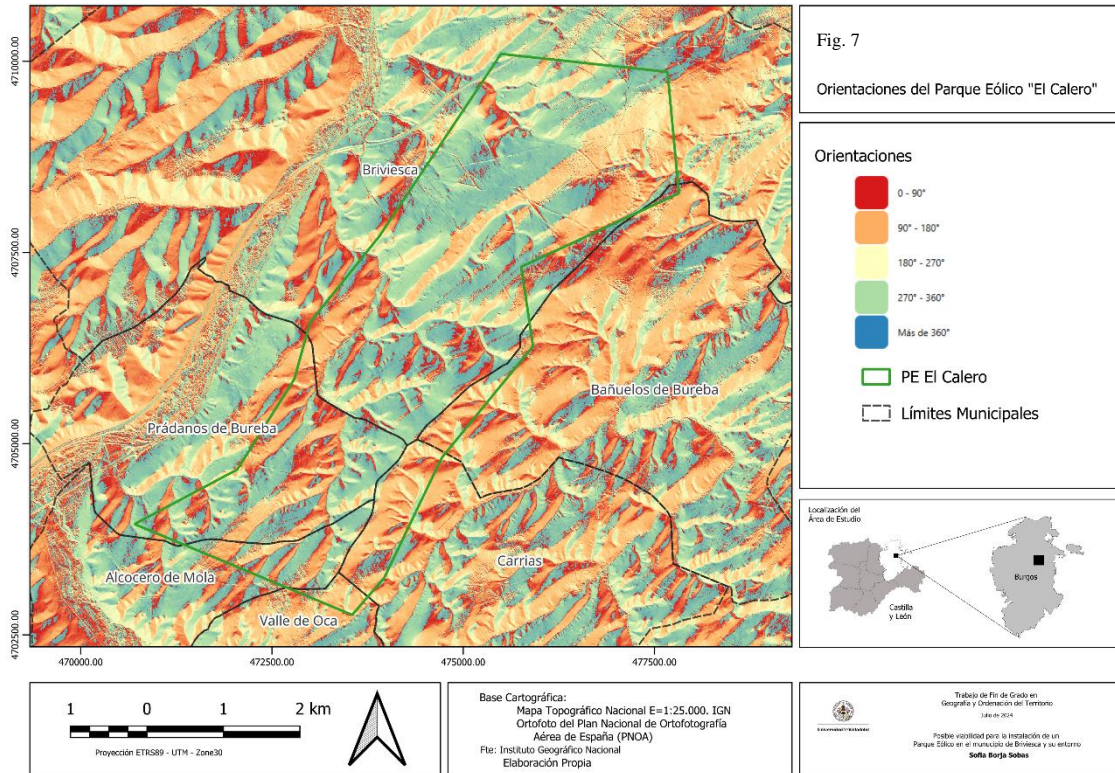 Fig. 7
Orientaciones del Parque Eólico "El Calero"
Orientaciones
0 - 90°
90° - 180°
180° - 270°
270° - 360°
Más de 360°
PE El Calero
Límites Municipales
Localización del
Área de Estudio
Burgos
Castilla
y León
4710000.00
4707500.00
4705000.00
4702500.00
470000.00
472500.00
475000.00
477500.00
Briviesca
Bañuelos de Bureba
Prádanos de Bureba
Carrias
Alcocero de Mola
Valle de Oca
1 0 1 2 km
Proyección ETRS89 - UTM - Zone30
Base Cartográfica:
Mapa Topográfico Nacional E=1:25.000. IGN
Ortofoto del Plan Nacional de Ortofotografía
Aérea de España (PNOA)
Fte: Instituto Geográfico Nacional
Elaboración Propia
Universidad de Valladolid
Trabajo de Fin de Grado en
Geografía y Ordenación del Territorio
Julio de 2024
Posible viabilidad para la instalación de un
Parque Eólico en el municipio de Briviesca y su entorno
Sofía Borja Sobas